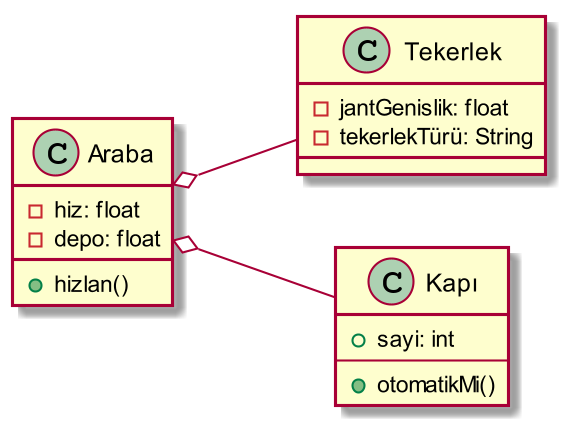 C Araba
hiz: float
depo: float
hizlan()
C Tekerlek
jantGenislik: float
tekerlekTürü: String
C Kapı
sayi: int
otomatikMi()